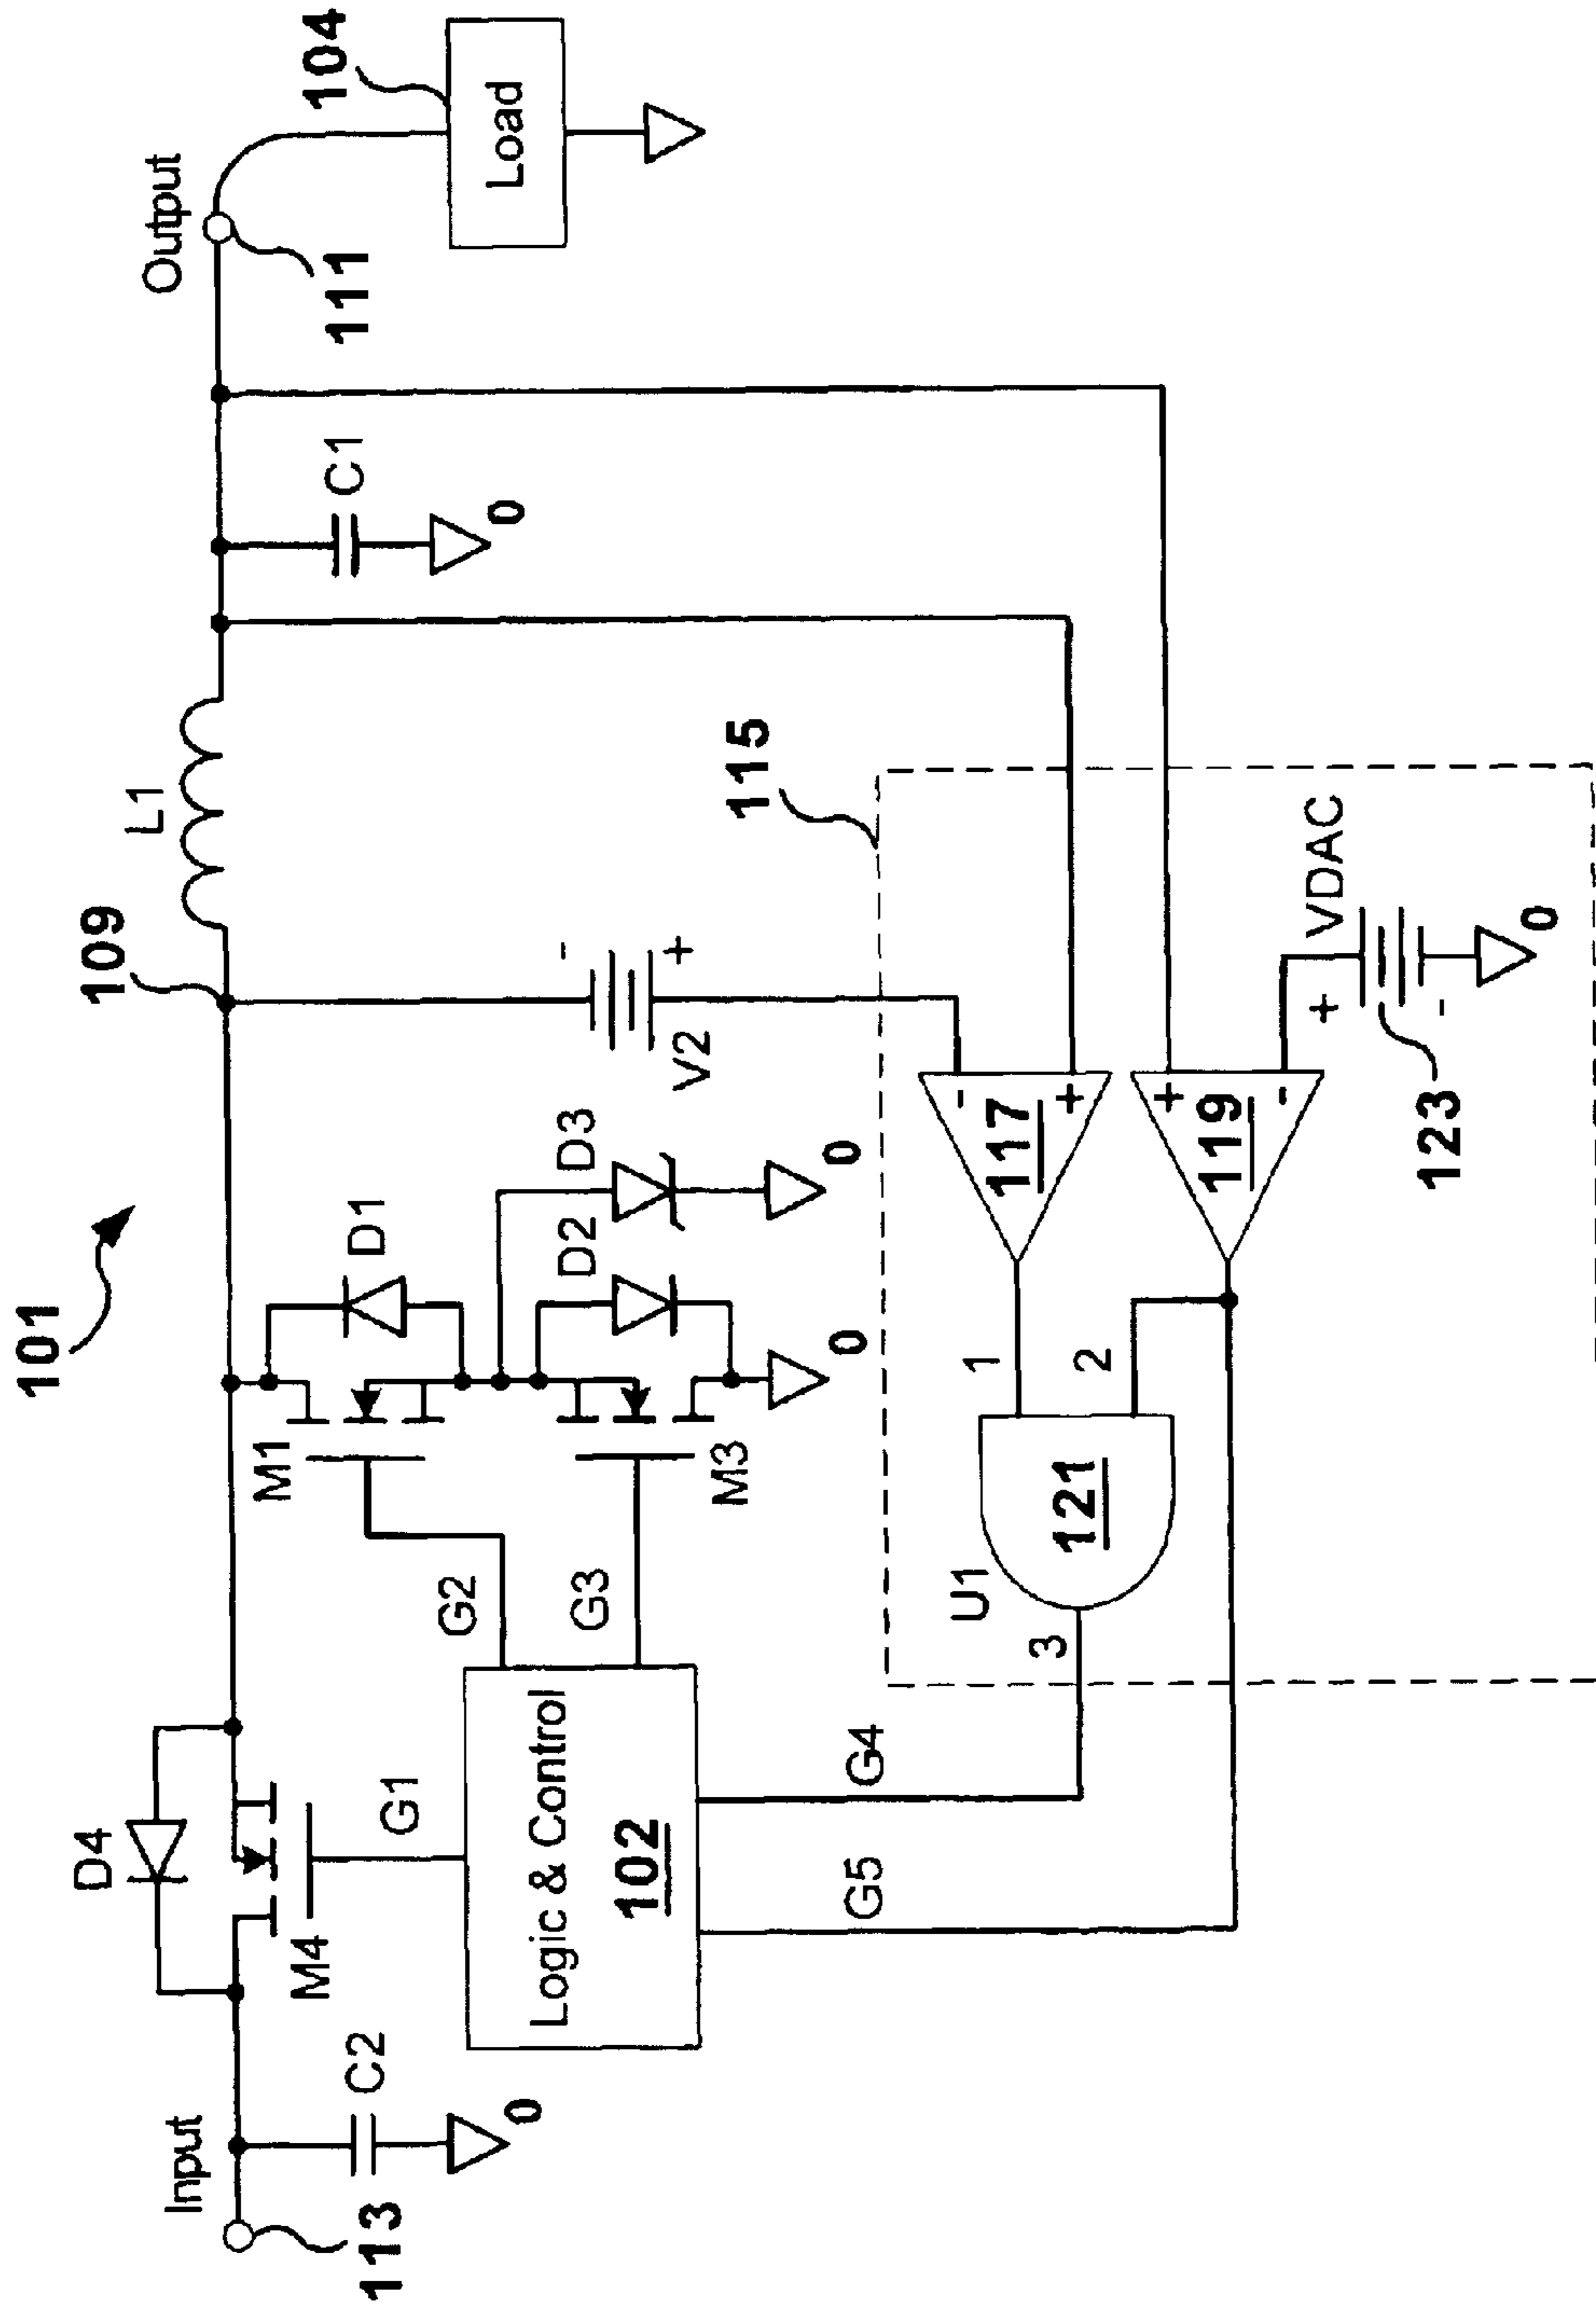 101
Input
113
C2
0
D4
M4
G1
Logic & Control
102
G2
G3
M1
M3
D1
D2
D3
0
0
109
L1
-
V2
+
C1
0
Output
111
104
Load
115
G4
G5
U1
3
121
1
2
-
117
+
+
119
-
+ VDAC
-
123
0